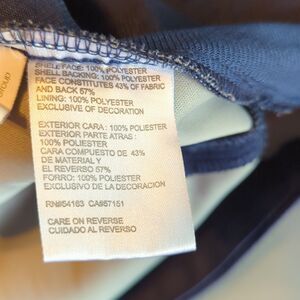 SHELL FACE: 100% POLYESTER
SHELL BACKING: 100% POLYESTER
FACE CONSTITUTES 43% OF FABRIC
AND BACK 57%
LINING: 100% POLYESTER
EXCLUSIVE OF DECORATION
EXTERIOR CARA: 100% POLIESTER
EXTERIOR PARTE ATRAS:
100% POLIESTER
CARA COMPUESTO DE 43%
DE MATERIAL Y
EL REVERSO 57%
FORRO: 100% POLIESTER
EXCLUSIVO DE LA DECORACION
RN#54163 CA#57151
CARE ON REVERSE
CUIDADO AL REVERSO